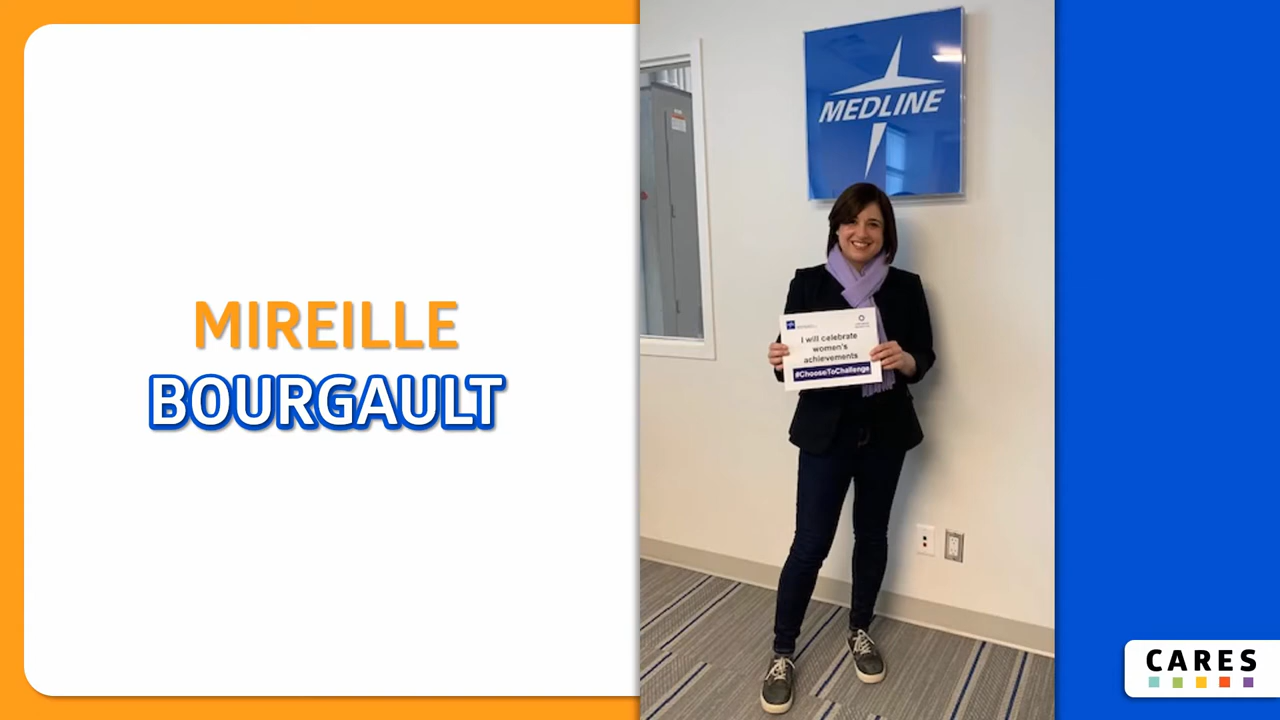 MIREILLE
BOURGAULT
MEDLINE
I will celebrate
women's
achievements
#ChooseToChallenge
CARES